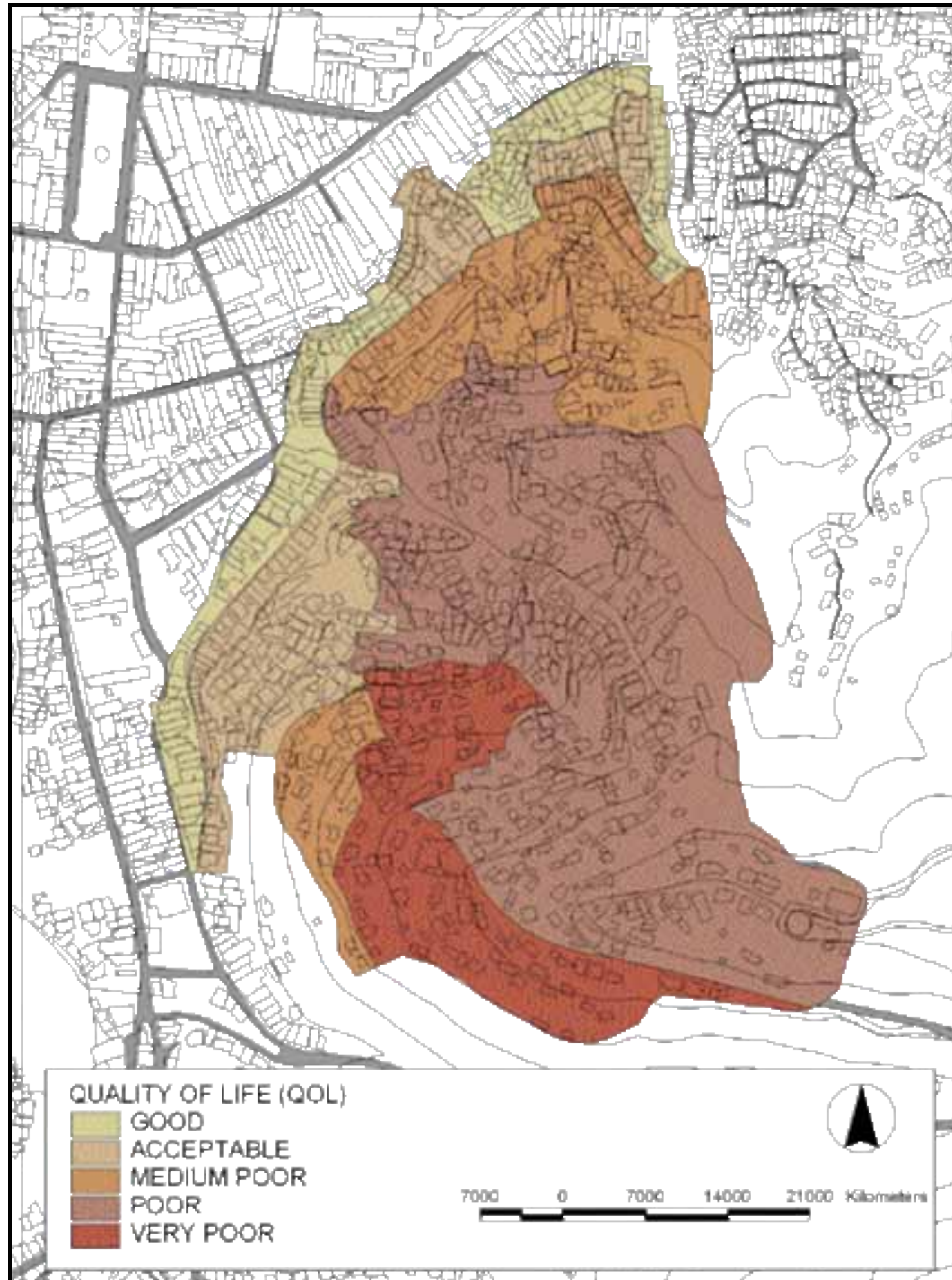 QUALITY OF LIFE (QOL)
GOOD
ACCEPTABLE
MEDIUM POOR
POOR
VERY POOR
7000 0 7000 14000 21000 Kilometers